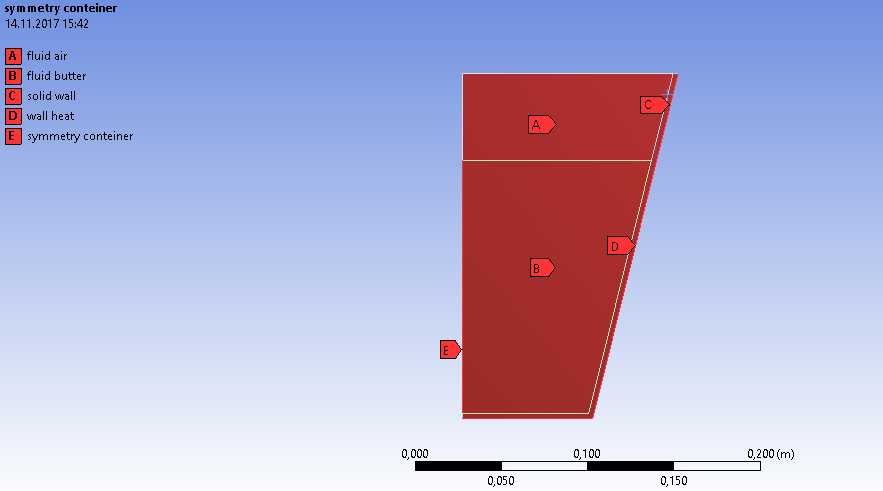 symmetry conteiner
14.11.2017 15:42
A fluid air
B fluid butter
C solid wall
D wall heat
E symmetry conteiner
C
A
D
B
E
0,000 0,100 0,200 (m)
0,050 0,150